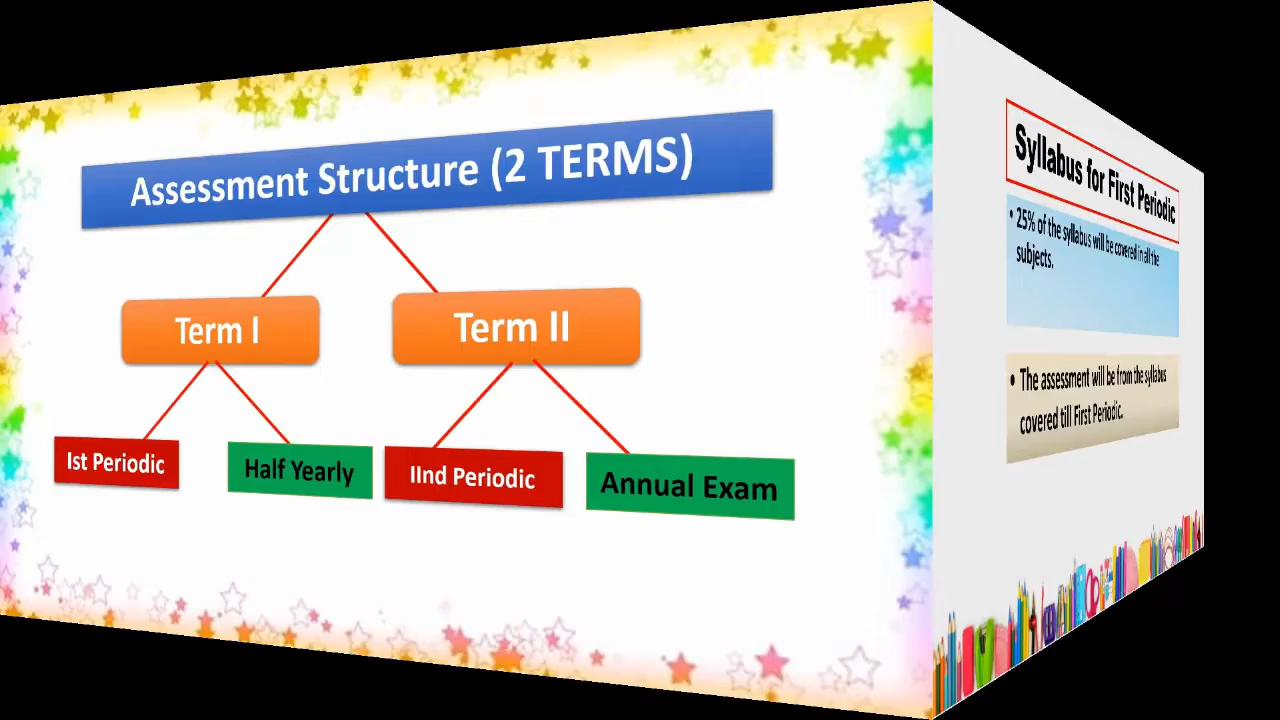 Assessment Structure (2 TERMS)
Term I
Term II
Ist Periodic
Half Yearly
IInd Periodic
Annual Exam
Syllabus for First Periodic
• 25% of the syllabus will be covered in all the
subjects.
• The assessment will be from the syllabus
covered till First Periodic.